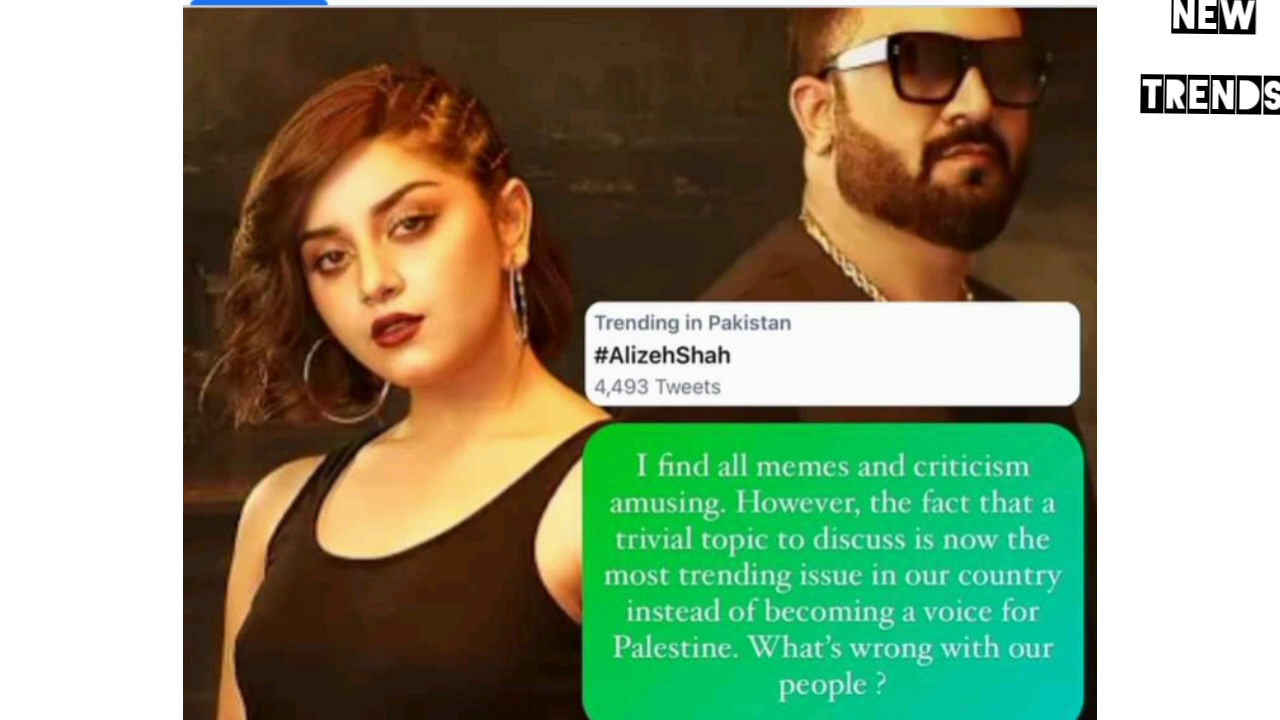 NEW
TRENDS
Trending in Pakistan
#AlizehShah
4,493 Tweets
I find all memes and criticism
amusing. However, the fact that a
trivial topic to discuss is now the
most trending issue in our country
instead of becoming a voice for
Palestine. What's wrong with our
people ?